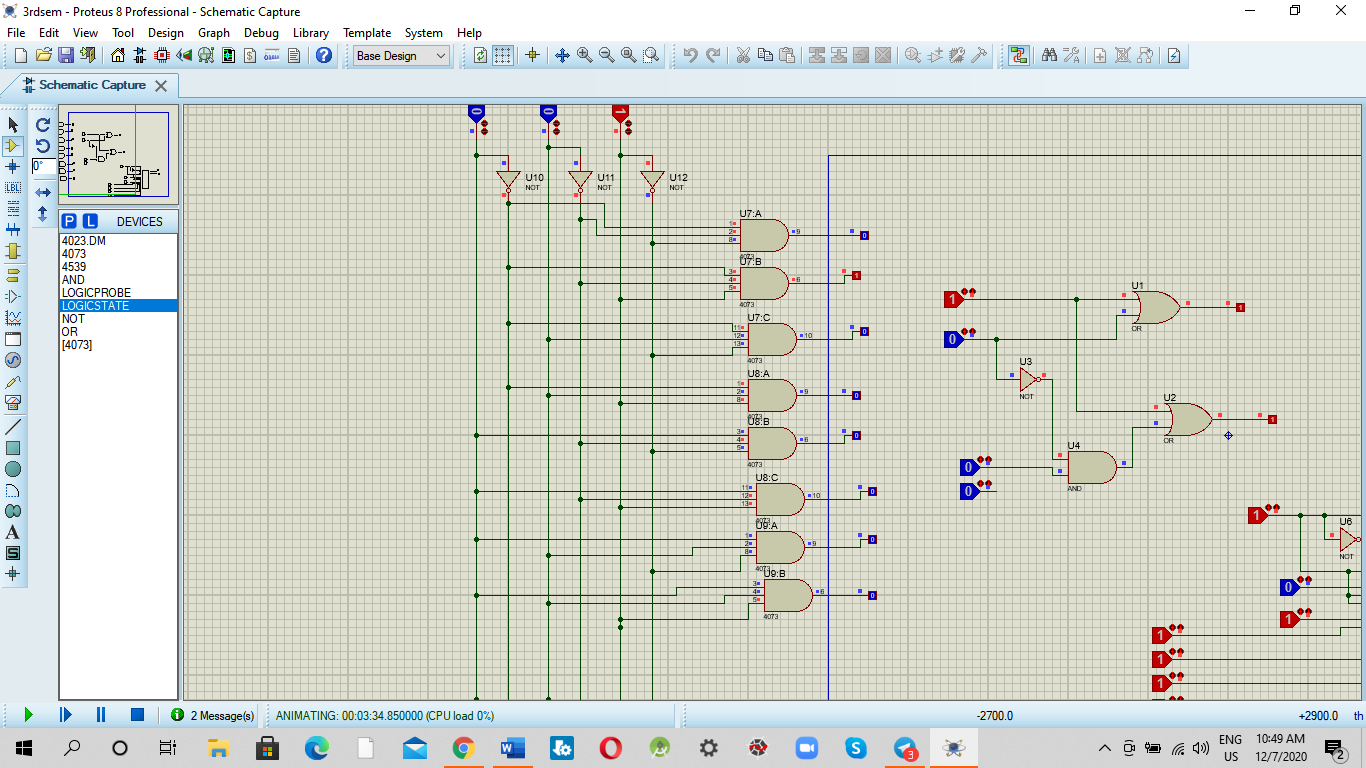 3rdsem - Proteus 8 Professional - Schematic Capture
File Edit View Tool Design Graph Debug Library Template System Help
Base Design
Schematic Capture
0°
LBL
P L DEVICES
4023.DM
4073
4539
AND
LOGICPROBE
LOGICSTATE
NOT
OR
[4073]
A
S
0 0 1
U10 U11 U12
NOT NOT NOT
U7:A
1
2
8
9
0
4073
U7:B
3
4
5
6
1
4073
U7:C
11
12
13
10
0
4073
U8:A
1
2
8
9
0
4073
U8:B
3
4
5
6
0
4073
U8:C
11
12
13
10
0
4073
U9:A
1
2
8
9
0
4073
U9:B
3
4
5
6
0
4073
U1
1
1
OR
0
U3
NOT
U2
1
OR
U4
0
0
AND
1
U6
NOT
0
1
1
1
1
2 Message(s)
ANIMATING: 00:03:34.850000 (CPU load 0%)
-2700.0
+2900.0
th
W
S
3
ENG
US
10:49 AM
12/7/2020
2